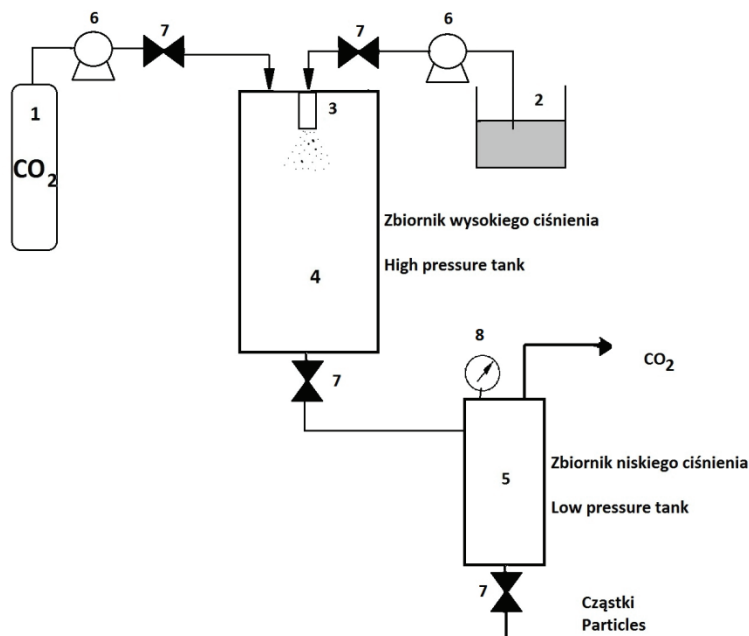 6
7
7
6
1
CO2
3
2
Zbiornik wysokiego ciśnienia
High pressure tank
4
7
8
CO2
5
Zbiornik niskiego ciśnienia
Low pressure tank
7
Cząstki
Particles